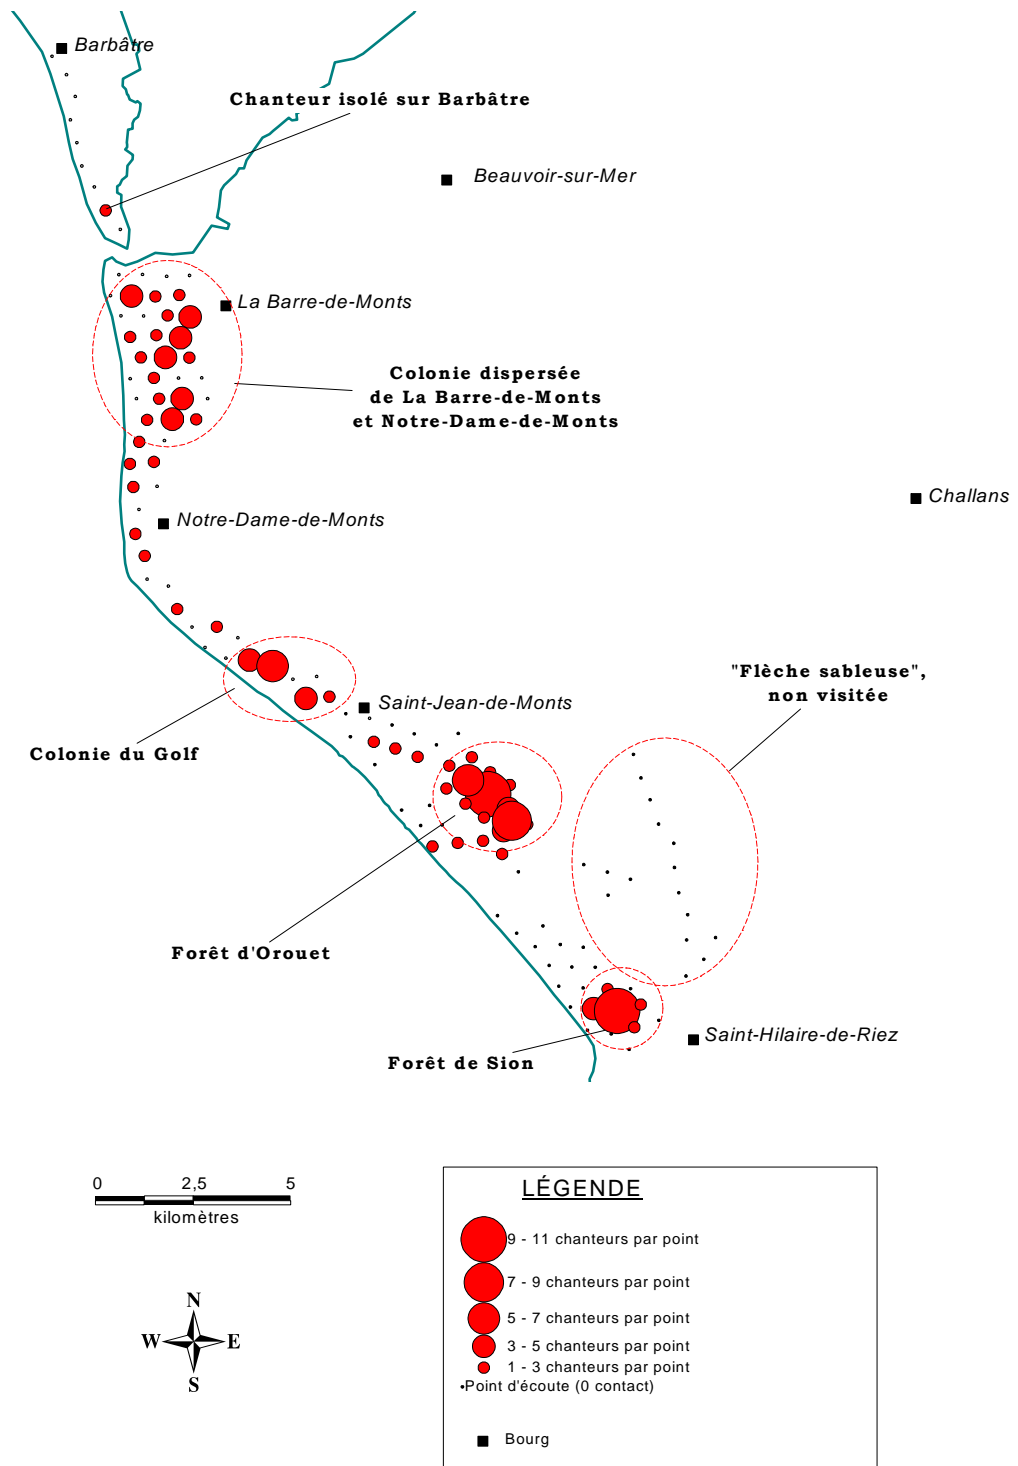 Barbâtre
Chanteur isolé sur Barbâtre
Beauvoir-sur-Mer
La Barre-de-Monts
Colonie dispersée
de La Barre-de-Monts
et Notre-Dame-de-Monts
Challans
Notre-Dame-de-Monts
"Flèche sableuse",
non visitée
Saint-Jean-de-Monts
Colonie du Golf
Forêt d'Orouet
Saint-Hilaire-de-Riez
Forêt de Sion
0 2,5 5
kilomètres
N
W E
S
LÉGENDE
9 - 11 chanteurs par point
7 - 9 chanteurs par point
5 - 7 chanteurs par point
3 - 5 chanteurs par point
1 - 3 chanteurs par point
Point d'écoute (0 contact)
Bourg